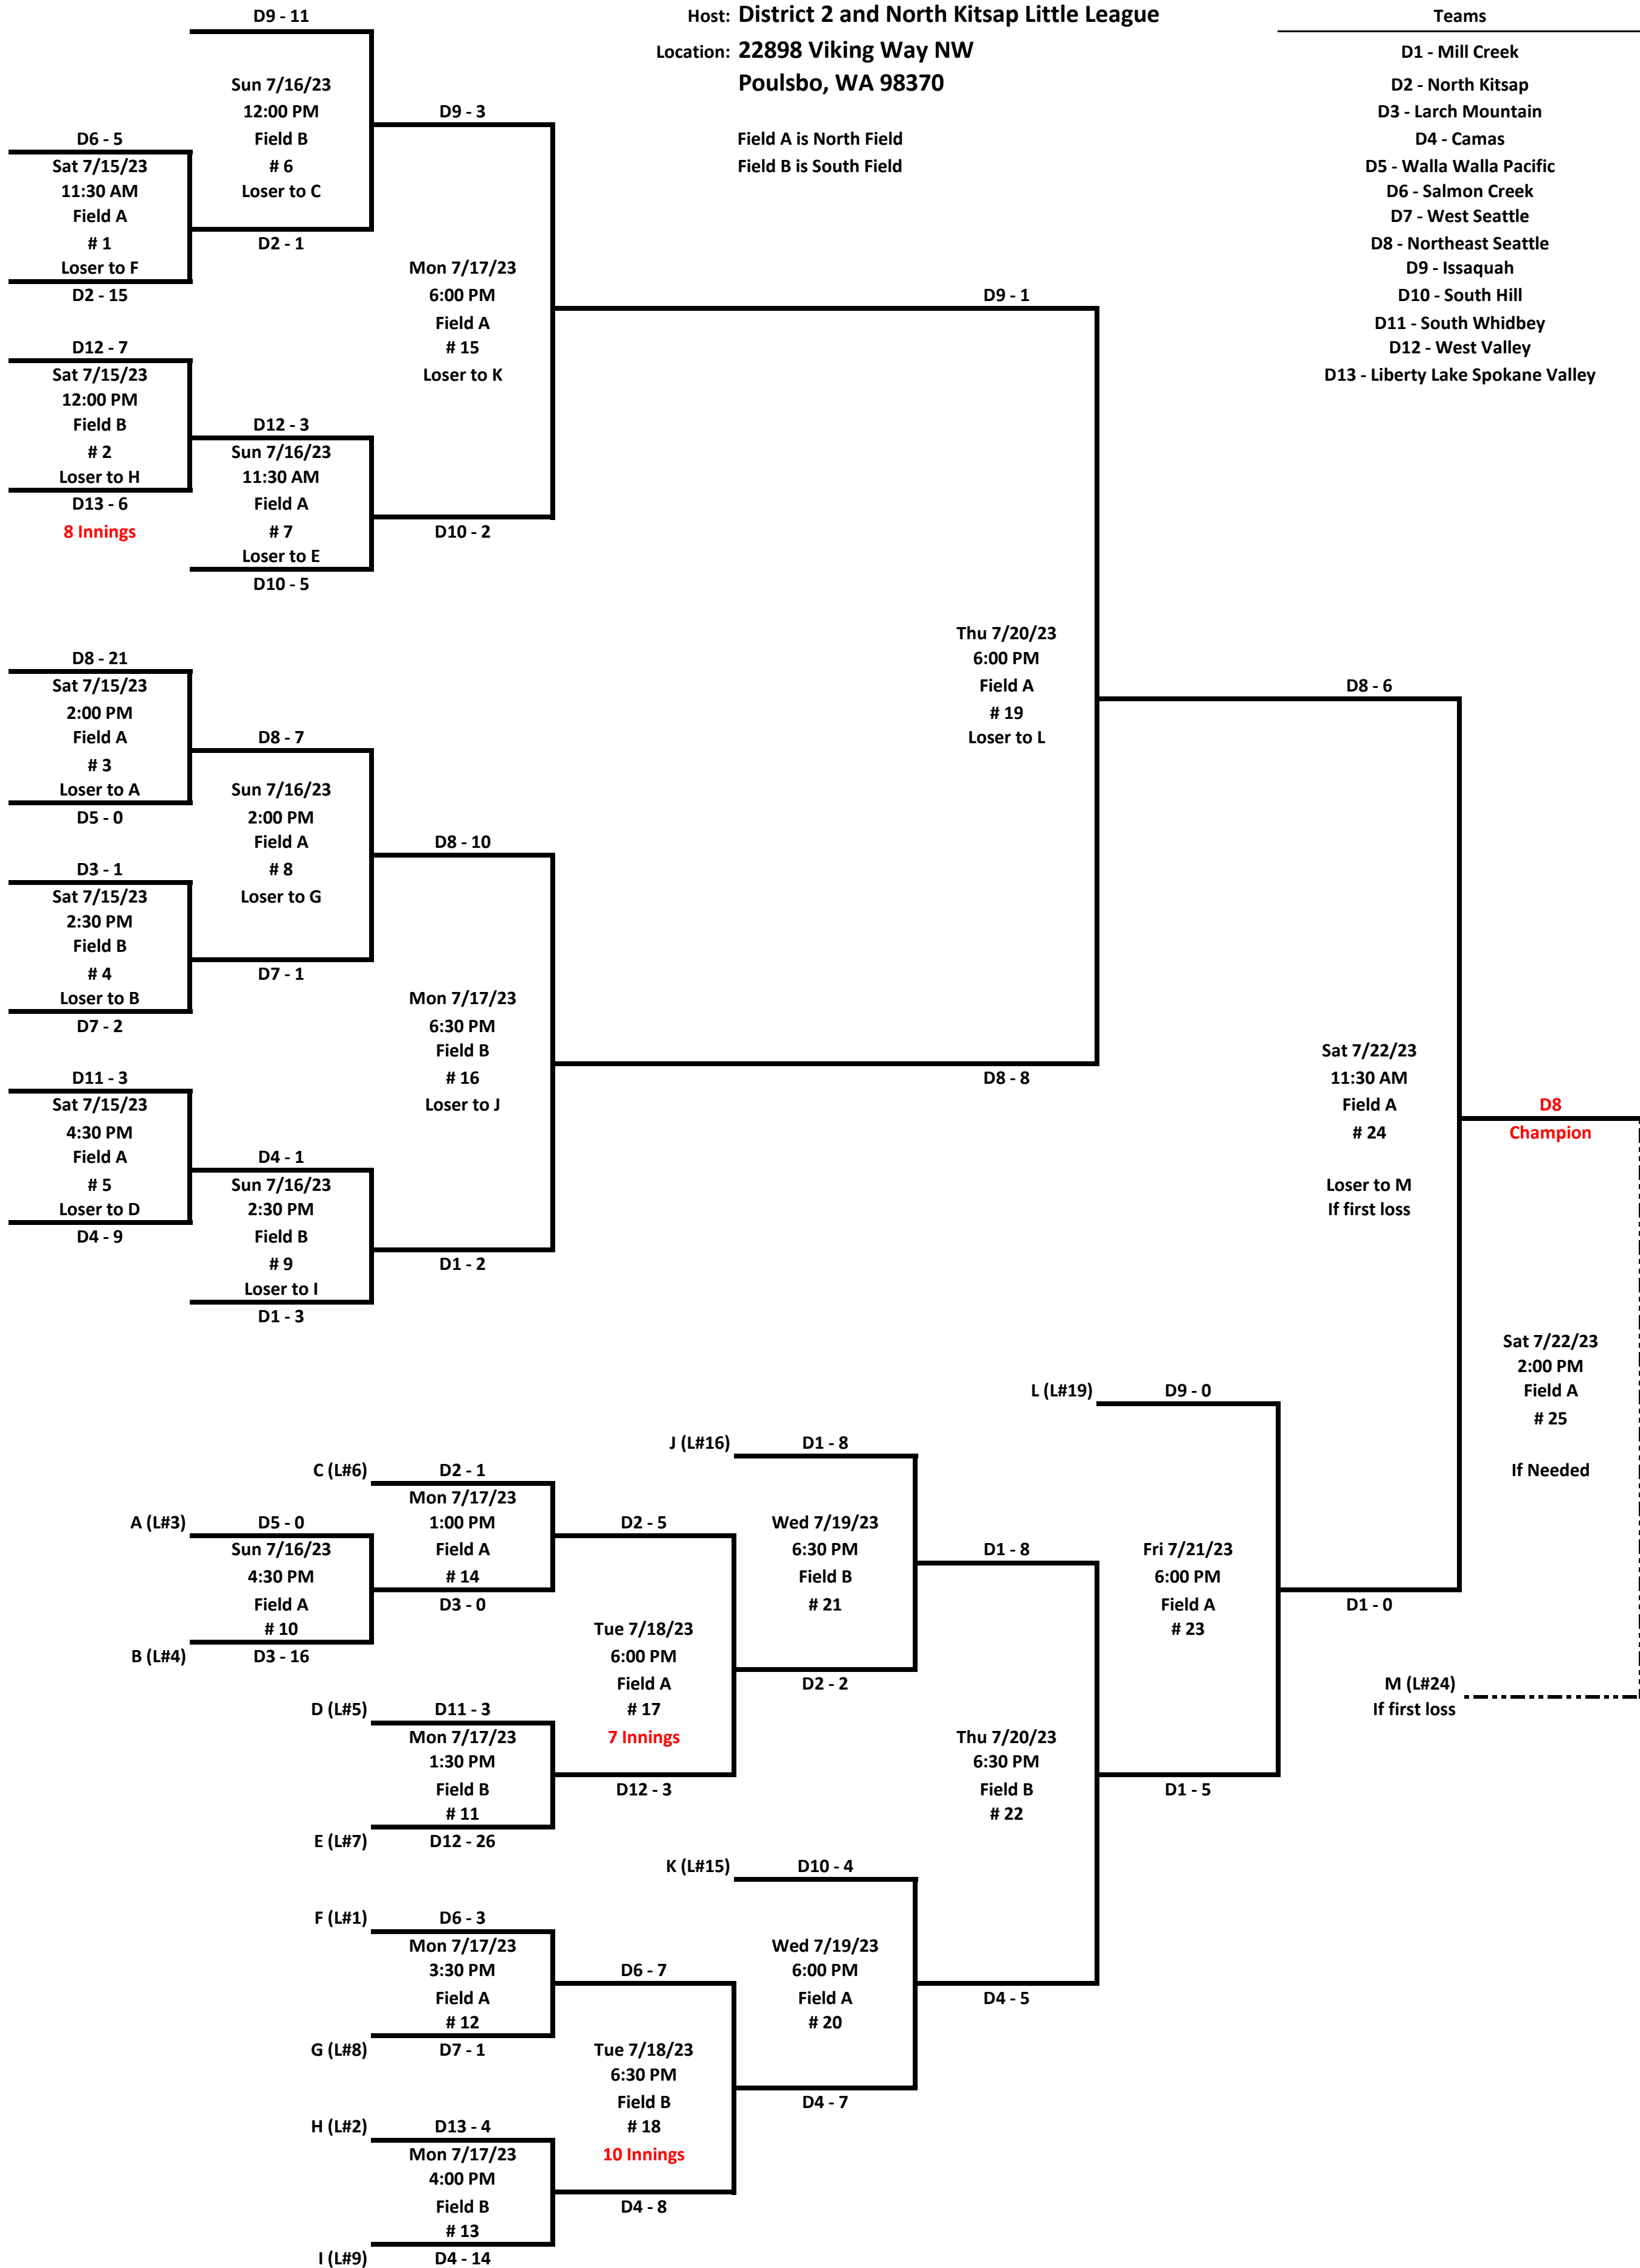 Host: District 2 and North Kitsap Little League
Location: 22898 Viking Way NW
Poulsbo, WA 98370
Field A is North Field
Field B is South Field
Teams
D1 - Mill Creek
D2 - North Kitsap
D3 - Larch Mountain
D4 - Camas
D5 - Walla Walla Pacific
D6 - Salmon Creek
D7 - West Seattle
D8 - Northeast Seattle
D9 - Issaquah
D10 - South Hill
D11 - South Whidbey
D12 - West Valley
D13 - Liberty Lake Spokane Valley
D6 - 5
Sat 7/15/23
11:30 AM
Field A
# 1
Loser to F
D2 - 15
D12 - 7
Sat 7/15/23
12:00 PM
Field B
# 2
Loser to H
D13 - 6
8 Innings
D8 - 21
Sat 7/15/23
2:00 PM
Field A
# 3
Loser to A
D5 - 0
D3 - 1
Sat 7/15/23
2:30 PM
Field B
# 4
Loser to B
D7 - 2
D11 - 3
Sat 7/15/23
4:30 PM
Field A
# 5
Loser to D
D4 - 9
D9 - 11
Sun 7/16/23
12:00 PM
Field B
# 6
Loser to C
D2 - 1
D12 - 3
Sun 7/16/23
11:30 AM
Field A
# 7
Loser to E
D10 - 5
D8 - 7
Sun 7/16/23
2:00 PM
Field A
# 8
Loser to G
D7 - 1
D4 - 1
Sun 7/16/23
2:30 PM
Field B
# 9
Loser to I
D1 - 3
D9 - 3
Mon 7/17/23
6:00 PM
Field A
# 15
Loser to K
D10 - 2
D8 - 10
Mon 7/17/23
6:30 PM
Field B
# 16
Loser to J
D1 - 2
D9 - 1
Thu 7/20/23
6:00 PM
Field A
# 19
Loser to L
D8 - 8
D8 - 6
Sat 7/22/23
11:30 AM
Field A
# 24
Loser to M
If first loss
D1 - 0
D8
Champion
Sat 7/22/23
2:00 PM
Field A
# 25
If Needed
M (L#24)
If first loss
A (L#3)
D5 - 0
Sun 7/16/23
4:30 PM
Field A
# 10
B (L#4)
D3 - 16
C (L#6)
D2 - 1
Mon 7/17/23
1:00 PM
Field A
# 14
D3 - 0
D (L#5)
D11 - 3
Mon 7/17/23
1:30 PM
Field B
# 11
E (L#7)
D12 - 26
F (L#1)
D6 - 3
Mon 7/17/23
3:30 PM
Field A
# 12
G (L#8)
D7 - 1
H (L#2)
D13 - 4
Mon 7/17/23
4:00 PM
Field B
# 13
I (L#9)
D4 - 14
D2 - 5
Tue 7/18/23
6:00 PM
Field A
# 17
7 Innings
D12 - 3
D6 - 7
Tue 7/18/23
6:30 PM
Field B
# 18
10 Innings
D4 - 8
J (L#16)
D1 - 8
Wed 7/19/23
6:30 PM
Field B
# 21
D2 - 2
K (L#15)
D10 - 4
Wed 7/19/23
6:00 PM
Field A
# 20
D4 - 7
D1 - 8
Thu 7/20/23
6:30 PM
Field B
# 22
D4 - 5
L (L#19)
D9 - 0
Fri 7/21/23
6:00 PM
Field A
# 23
D1 - 5